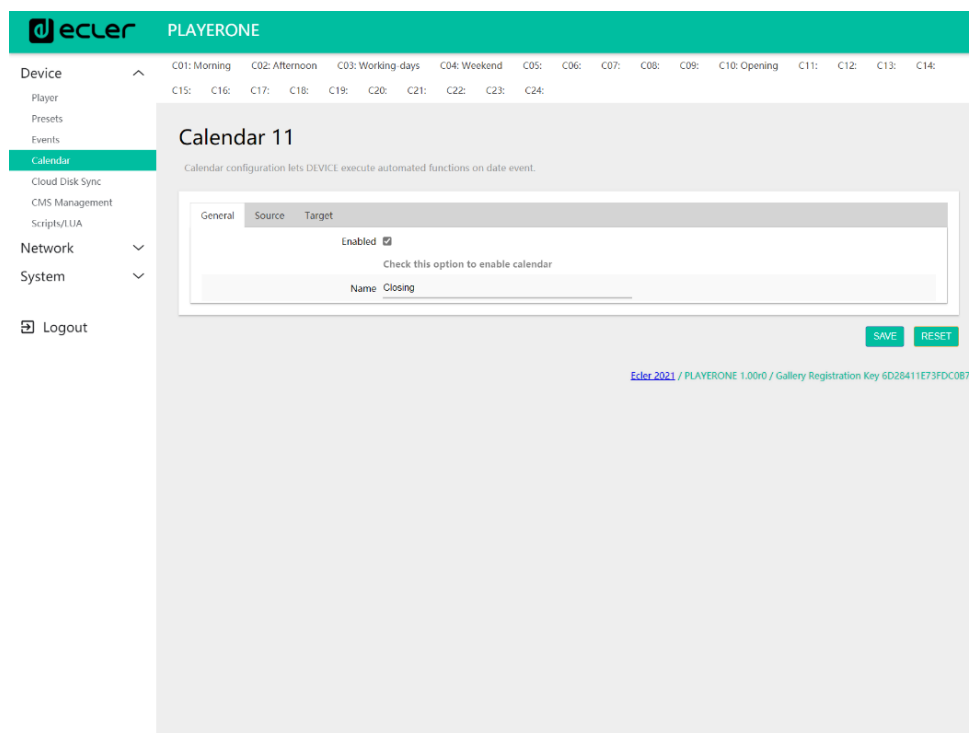 ecler
PLAYERONE
Device
Player
Presets
Events
Calendar
Cloud Disk Sync
CMS Management
Scripts/LUA
Network
System
Logout
C01: Morning C02: Afternoon C03: Working-days C04: Weekend C05: C06: C07: C08: C09: C10: Opening C11: C12: C13: C14:
C15: C16: C17: C18: C19: C20: C21: C22: C23: C24:
Calendar 11
Calendar configuration lets DEVICE execute automated functions on date event.
General Source Target
Enabled
Check this option to enable calendar
Name Closing
SAVE RESET
Ecler 2021 / PLAYERONE 1.00r0 / Gallery Registration Key 6D28411E73FDC0B7